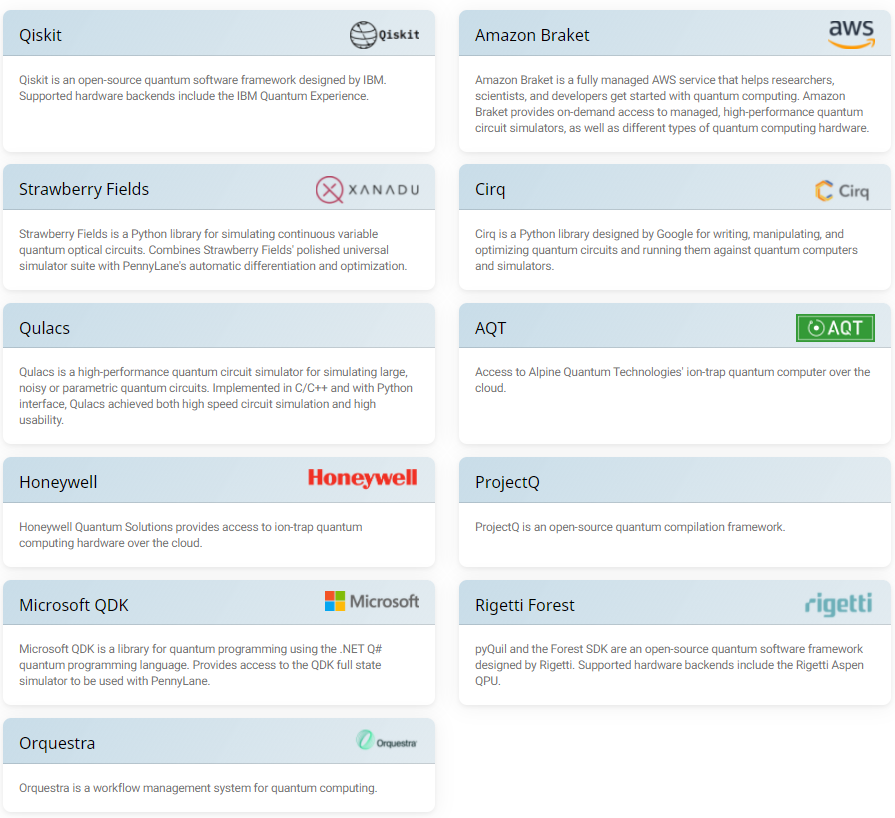 Qiskit
Qiskit
Qiskit is an open-source quantum software framework designed by IBM.
Supported hardware backends include the IBM Quantum Experience.
Amazon Braket
aws
Amazon Braket is a fully managed AWS service that helps researchers,
scientists, and developers get started with quantum computing. Amazon
Braket provides on-demand access to managed, high-performance quantum
circuit simulators, as well as different types of quantum computing hardware.
Strawberry Fields
XANADU
Strawberry Fields is a Python library for simulating continuous variable
quantum optical circuits. Combines Strawberry Fields' polished universal
simulator suite with PennyLane's automatic differentiation and optimization.
Cirq
Cirq
Cirq is a Python library designed by Google for writing, manipulating, and
optimizing quantum circuits and running them against quantum computers
and simulators.
Qulacs
Qulacs is a high-performance quantum circuit simulator for simulating large,
noisy or parametric quantum circuits. Implemented in C/C++ and with Python
interface, Qulacs achieved both high speed circuit simulation and high
usability.
AQT
AQT
Access to Alpine Quantum Technologies' ion-trap quantum computer over the
cloud.
Honeywell
Honeywell
Honeywell Quantum Solutions provides access to ion-trap quantum
computing hardware over the cloud.
ProjectQ
ProjectQ is an open-source quantum compilation framework.
Microsoft QDK
Microsoft
Microsoft QDK is a library for quantum programming using the .NET Q#
quantum programming language. Provides access to the QDK full state
simulator to be used with PennyLane.
Rigetti Forest
rigetti
pyQuil and the Forest SDK are an open-source quantum software framework
designed by Rigetti. Supported hardware backends include the Rigetti Aspen
QPU.
Orquestra
Orquestra
Orquestra is a workflow management system for quantum computing.